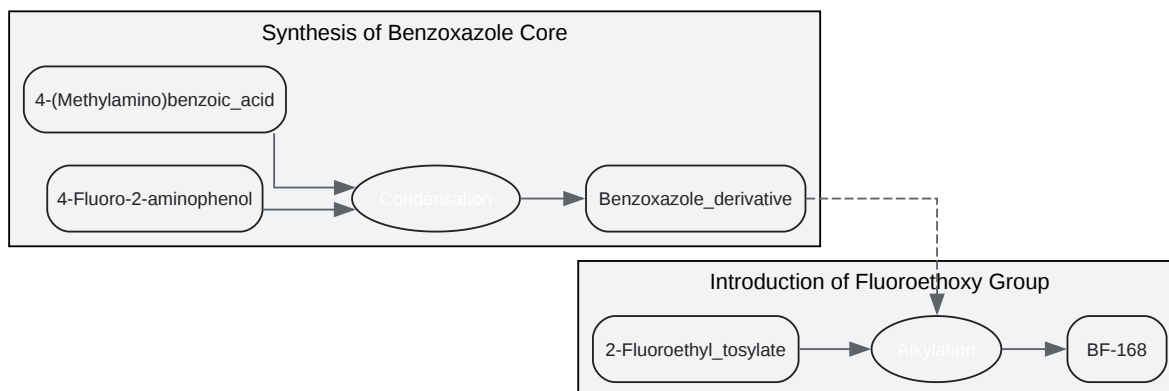 Synthesis of Benzoxazole Core
4-(Methylamino)benzoic_acid
4-Fluoro-2-aminophenol
Condensation
Benzoxazole_derivative
Introduction of Fluoroethoxy Group
2-Fluoroethyl_tosylate
Alkylation
BF-168